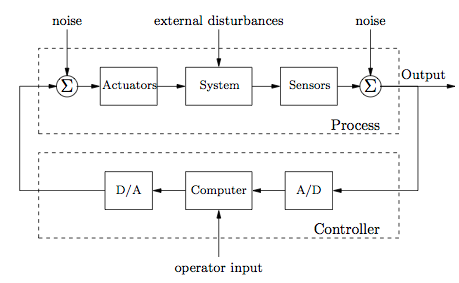 noise
external disturbances
noise
Σ
Actuators
System
Sensors
Σ
Output
Process
D/A
Computer
A/D
Controller
operator input